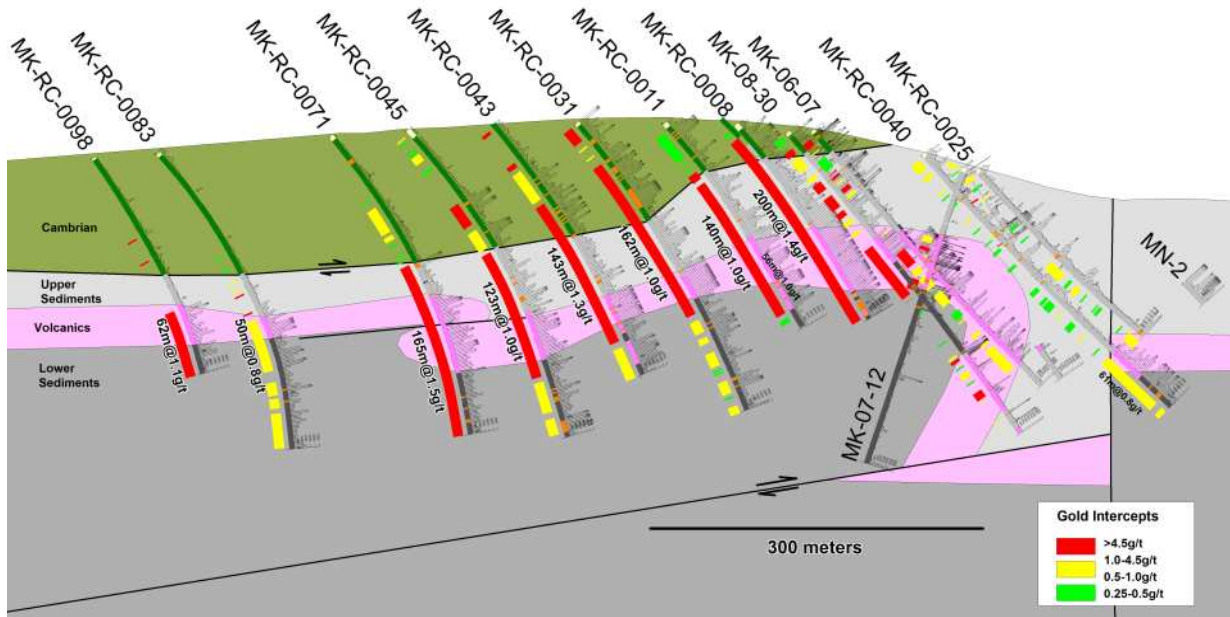 MK-RC-0098
MK-RC-0083
MK-RC-0071
MK-RC-0045
MK-RC-0043
MK-RC-0031
MK-RC-0011
MK-RC-0008
MK-08-30
MK-06-07
MK-RC-0040
MK-RC-0025
MN-2
Cambrian
Upper
Sediments
Volcanics
Lower
Sediments
62m@1.1g/t
50m@0.8g/t
165m@1.5g/t
123m@1.0g/t
143m@1.3g/t
162m@1.0g/t
140m@1.0g/t
56m@1.0g/t
200m@1.4g/t
61m@0.8g/t
MK-07-12
300 meters
Gold Intercepts
>4.5g/t
1.0-4.5g/t
0.5-1.0g/t
0.25-0.5g/t